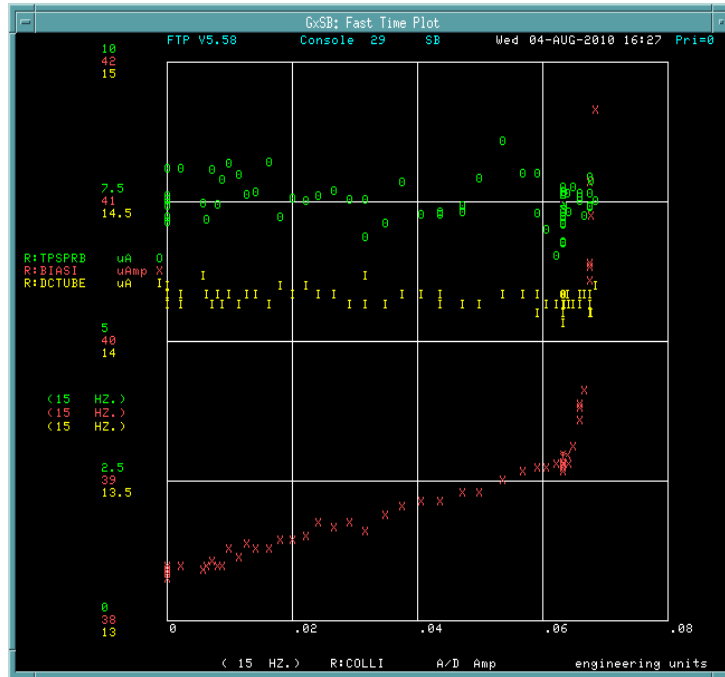 GxSB: Fast Time Plot
FTP V5.58 Console 29 SB Wed 04-AUG-2010 16:27 Pri=0
10
42
15
7.5
41
14.5
R:TPSPRB uA O
R:BIASI uAmp X
R:DCTUBE uA I
5
40
14
(15 HZ.)
(15 HZ.)
(15 HZ.)
2.5
39
13.5
0
38
13
0 .02 .04 .06 .08
( 15 HZ.) R:COLLI A/D Amp engineering units